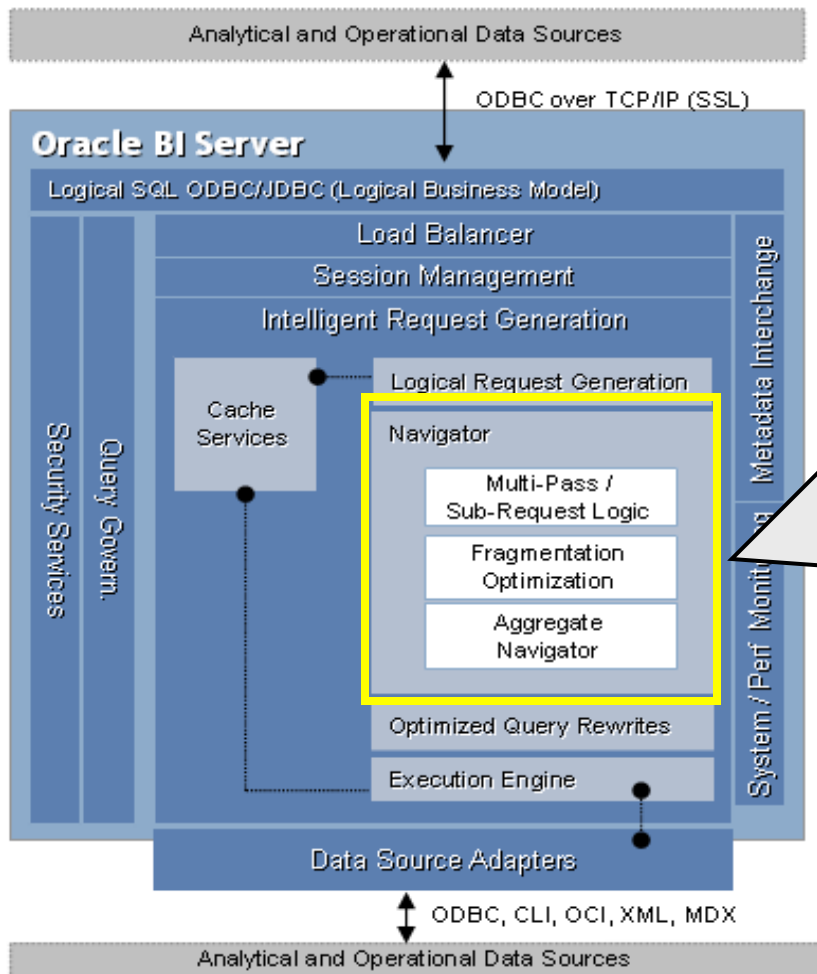 Analytical and Operational Data Sources
ODBC over TCP/IP (SSL)
Oracle BI Server
Logical SQL ODBC/JDBC (Logical Business Model)
Load Balancer
Session Management
Intelligent Request Generation
Security Services
Query Govern.
Cache
Services
Logical Request Generation
Navigator
Multi-Pass /
Sub-Request Logic
Fragmentation
Optimization
Aggregate
Navigator
Optimized Query Rewrites
Execution Engine
Metadata Interchange
System / Perf
Data Source Adapters
ODBC, CLI, OCI, XML, MDX
Analytical and Operational Data Sources